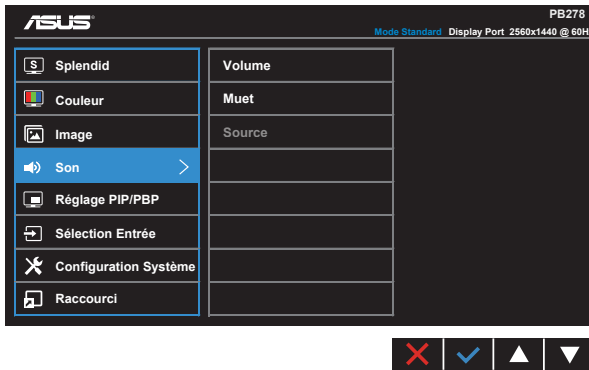 ASUS
PB278
Mode Standard Display Port 2560x1440 @ 60H
S Splendid
Couleur
Image
Son
Réglage PIP/PBP
Sélection Entrée
Configuration Système
Raccourci
Volume
Muet
Source